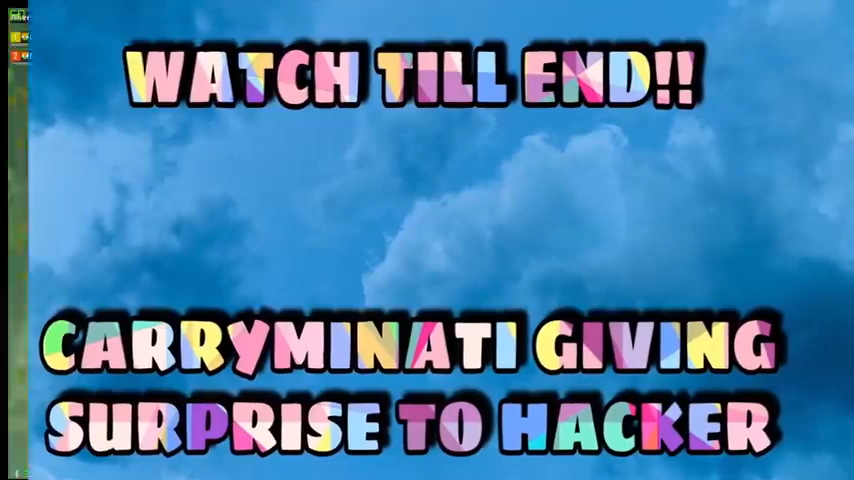 WATCH TILL END!!
CARRYMINATI GIVING
SURPRISE TO HACKER